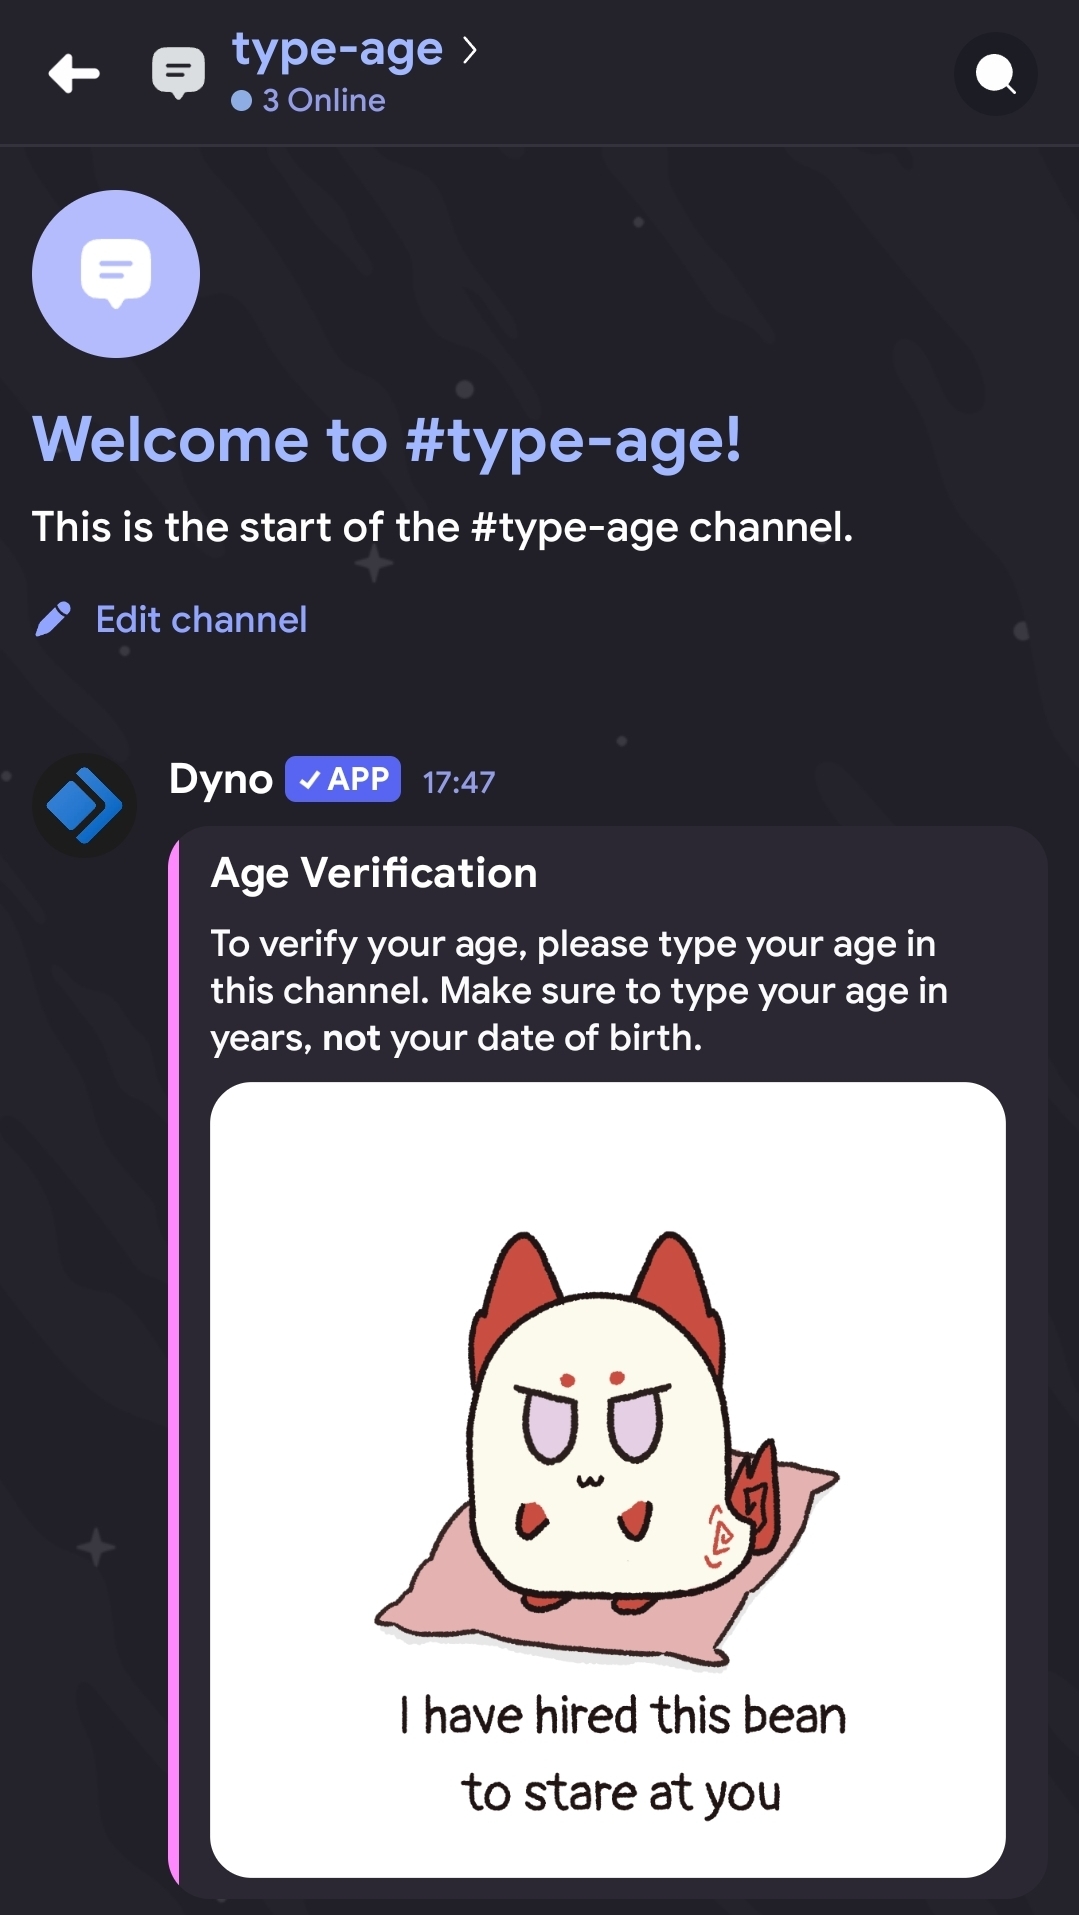 type-age
3 Online
Welcome to #type-age!
This is the start of the #type-age channel.
Edit channel
Dyno APP 17:47
Age Verification
To verify your age, please type your age in
this channel. Make sure to type your age in
years, not your date of birth.
I have hired this bean
to stare at you